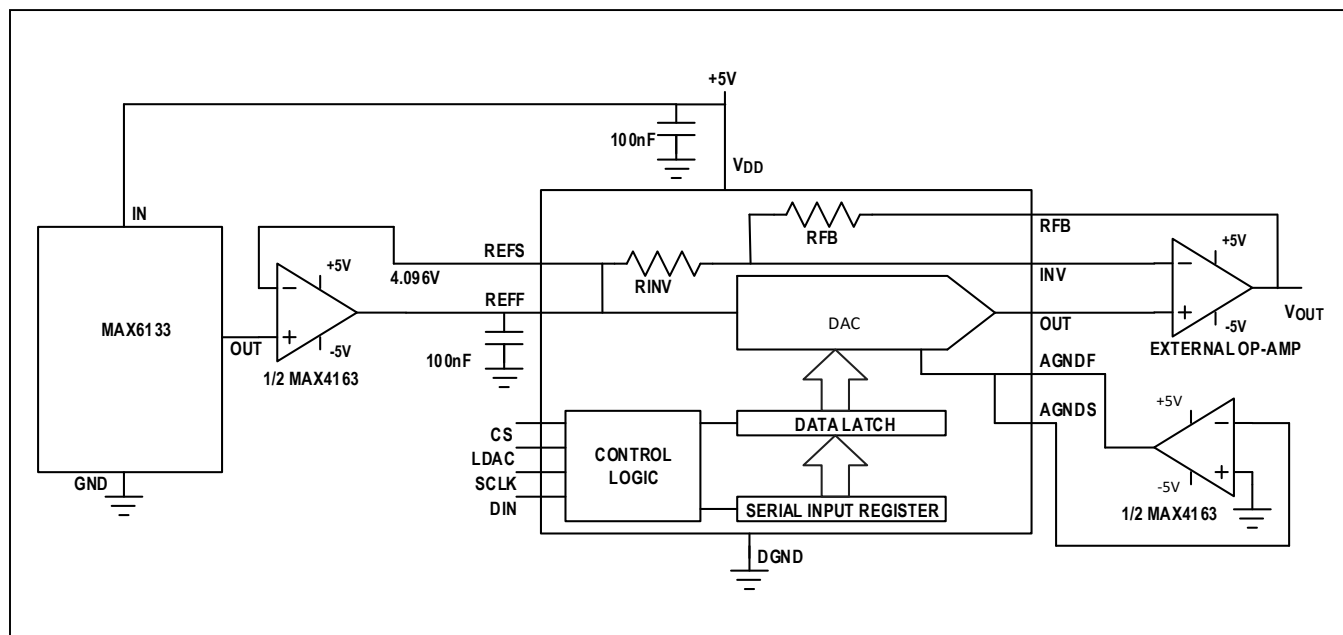 +5V
100nF
VDD
IN
RFB
RFB
REFS
+5V
+5V
4.096V
RINV
INV
REFF
MAX6133
DAC
OUT
VOUT
OUT
-5V
-5V
EXTERNAL OP-AMP
100nF
1/2 MAX4163
AGNDF
AGNDS
+5V
CS
DATA LATCH
LDAC
CONTROL
LOGIC
SCLK
GND
-5V
DIN
SERIAL INPUT REGISTER
1/2 MAX4163
DGND